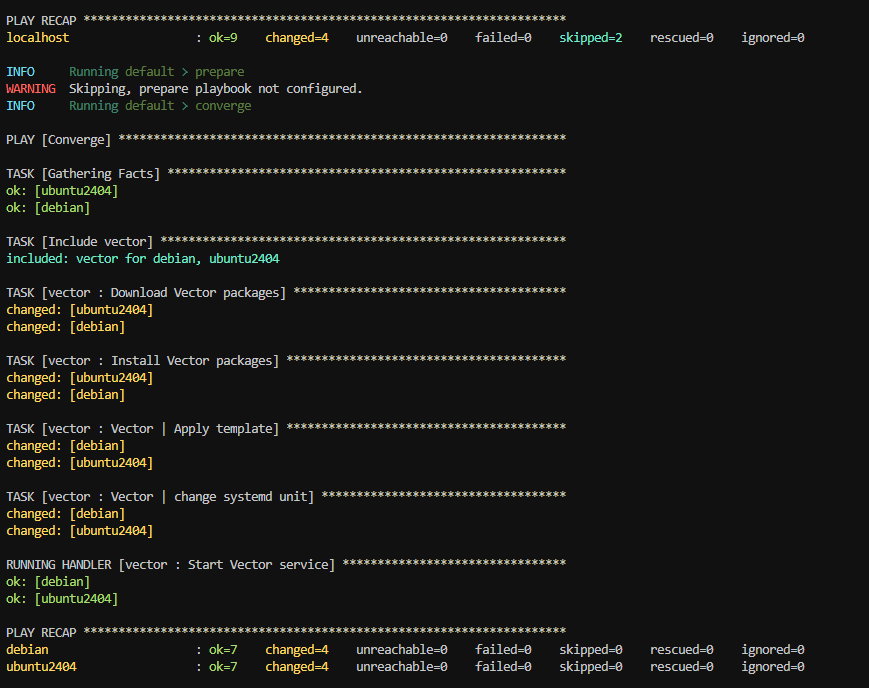 PLAY RECAP *********************************************************************
localhost                  : ok=9    changed=4    unreachable=0    failed=0    skipped=2    rescued=0    ignored=0
INFO     Running default > prepare
WARNING  Skipping, prepare playbook not configured.
INFO     Running default > converge
PLAY [Converge] ****************************************************************
TASK [Gathering Facts] *********************************************************
ok: [ubuntu2404]
ok: [debian]
TASK [Include vector] **********************************************************
included: vector for debian, ubuntu2404
TASK [vector : Download Vector packages] ***************************************
changed: [ubuntu2404]
changed: [debian]
TASK [vector : Install Vector packages] ****************************************
changed: [ubuntu2404]
changed: [debian]
TASK [vector : Vector | Apply template] ****************************************
changed: [debian]
changed: [ubuntu2404]
TASK [vector : Vector | change systemd unit] ***********************************
changed: [debian]
changed: [ubuntu2404]
RUNNING HANDLER [vector : Start Vector service] ********************************
ok: [debian]
ok: [ubuntu2404]
PLAY RECAP *********************************************************************
debian                     : ok=7    changed=4    unreachable=0    failed=0    skipped=0    rescued=0    ignored=0
ubuntu2404                 : ok=7    changed=4    unreachable=0    failed=0    skipped=0    rescued=0    ignored=0